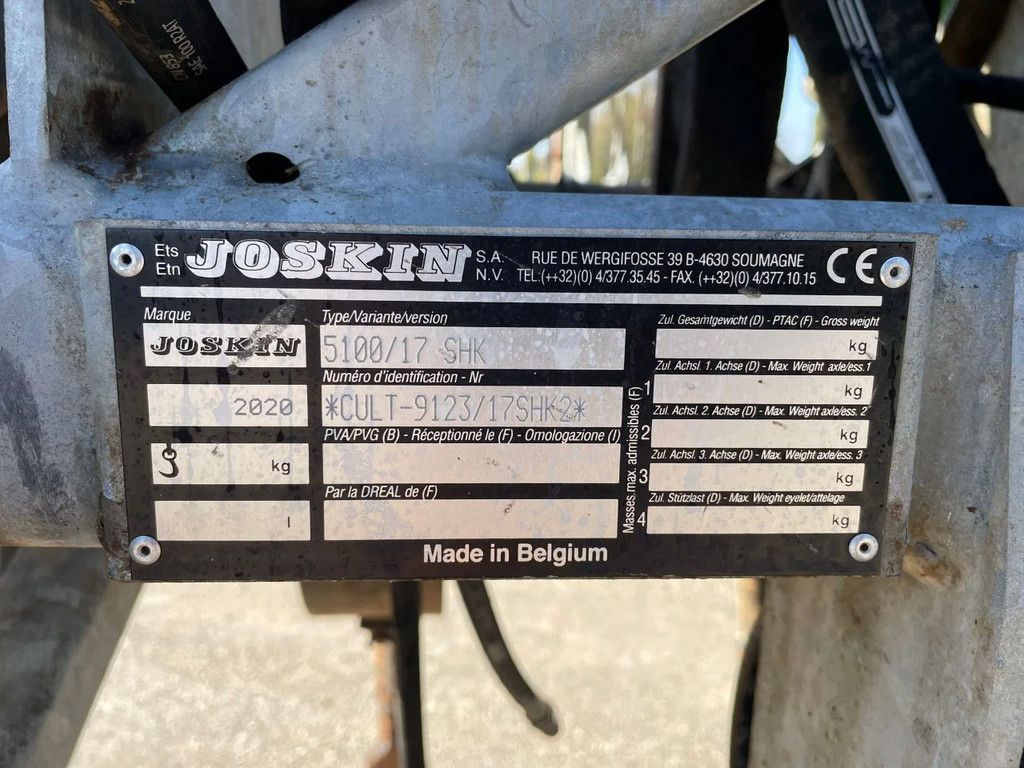 SAE 100 R2AT
Ets
Etn
JOSKIN
S.A.
N.V.
RUE DE WERGIFOSSE 39 B-4630 SOUMAGNE
TEL:(++32)(0) 4/377.35.45 - FAX. (++32)(0) 4/377.10.15
CE
Marque
JOSKIN
2020
kg
l
Type/Variante/version
5100/17 SHK
Numéro d'identification - Nr
*CULT-9123/17SHK2*
PVA/PVG (B) - Réceptionné le (F) - Omologazione (I)
Par la DREAL de (F)
Masses.max. admissibles (F)
Zul. Gesamtgewicht (D) - PTAC (F) - Gross weight
kg
Zul. Achsl. 1. Achse (D) - Max. Weight axle/ess.1
1 kg
Zul. Achsl. 2. Achse (D) - Max. Weight axle/ess. 2
2 kg
Zul. Achsl. 3. Achse (D) - Max. Weight axle/ess. 3
3 kg
Zul. Stützlast (D) - Max. Weight eyelet/attelage
4 kg
Made in Belgium